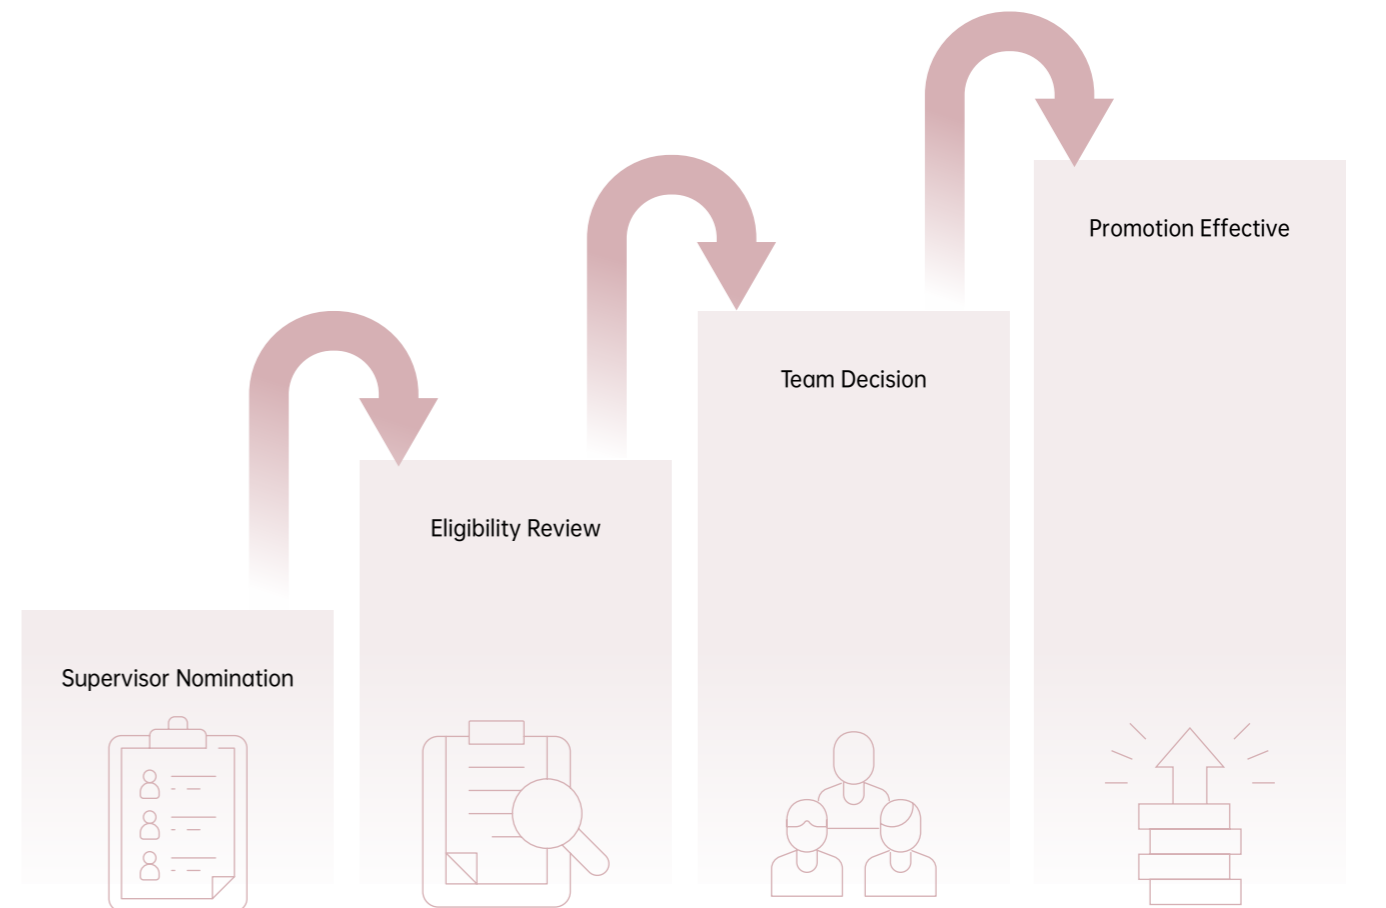 Supervisor Nomination
Eligibility Review
Team Decision
Promotion Effective